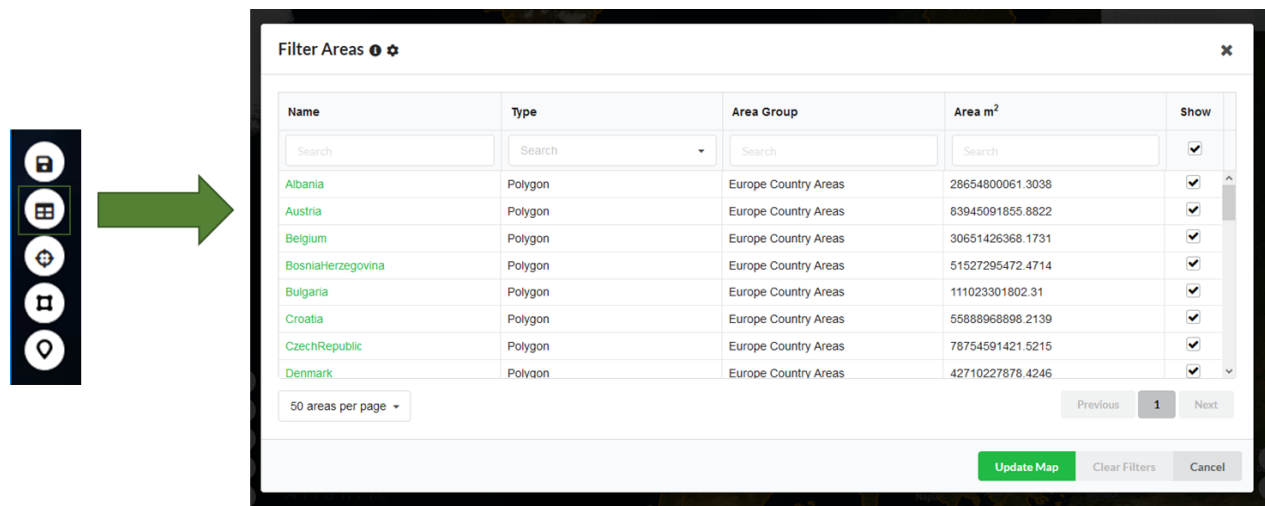 Filter Areas
Name Type Area Group Area m²
Show
Search Search Search Search
Albania Polygon Europe Country Areas 28654800061.3038
Austria Polygon Europe Country Areas 83945091855.8822
Belgium Polygon Europe Country Areas 30651426368.1731
BosniaHerzegovina Polygon Europe Country Areas 51527295472.4714
Bulgaria Polygon Europe Country Areas 111023301802.31
Croatia Polygon Europe Country Areas 55888968898.2139
CzechRepublic Polygon Europe Country Areas 78754591421.5215
Denmark Polygon Europe Country Areas 42710227878.4246
50 areas per page
Previous 1 Next
Update Map Clear Filters Cancel